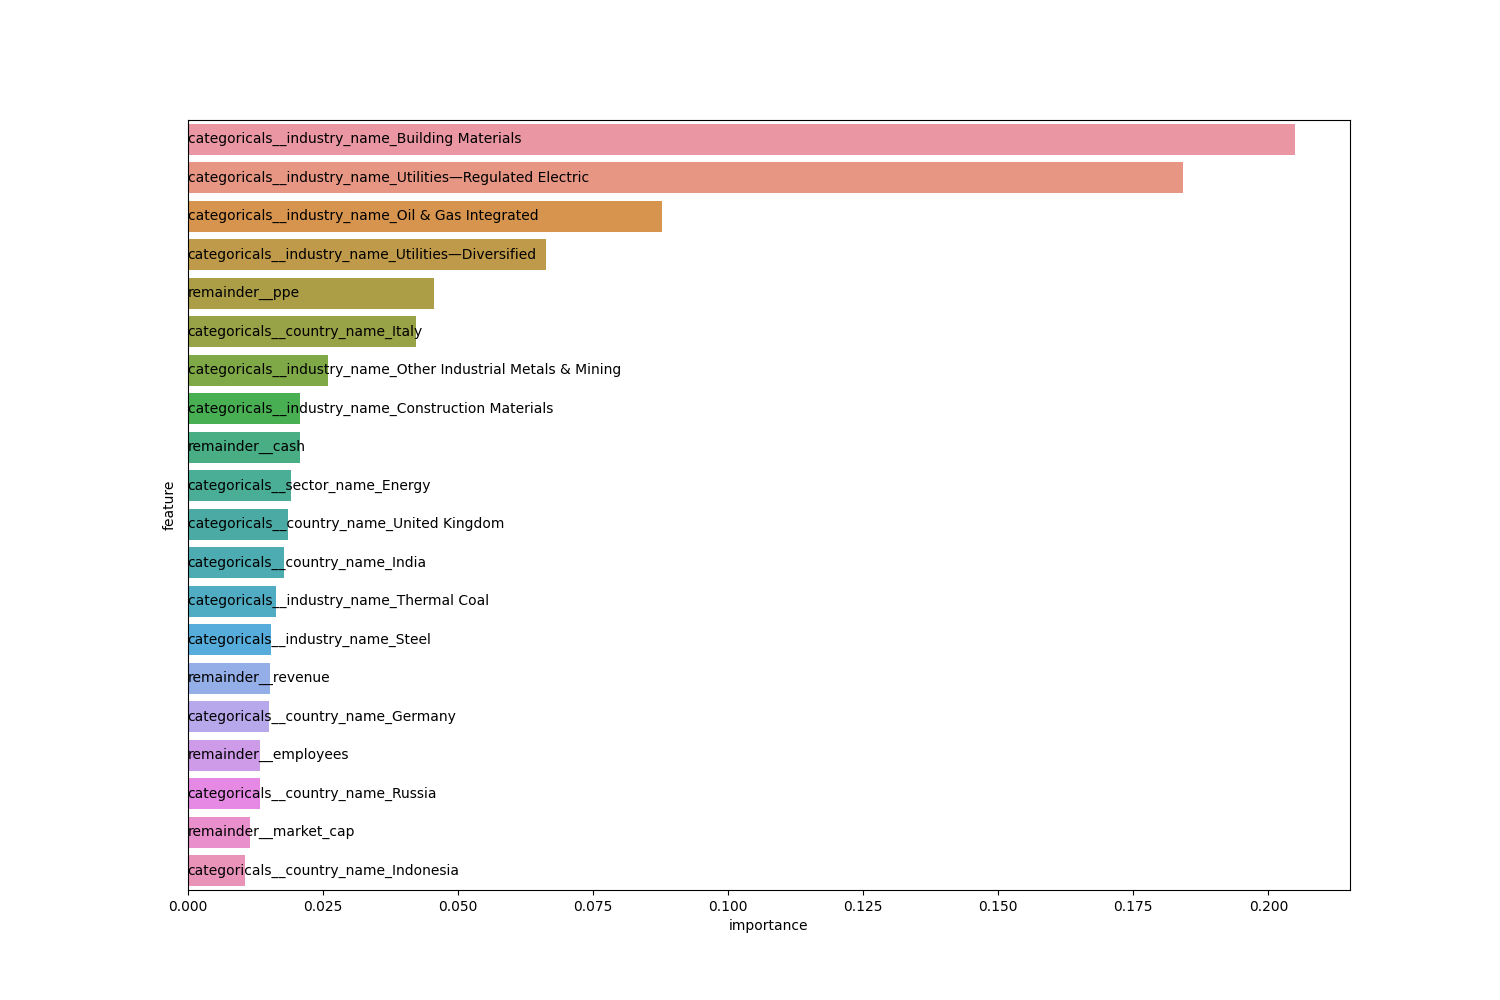 categoricals__industry_name_Building Materials
categoricals__industry_name_Utilities—Regulated Electric
categoricals__industry_name_Oil & Gas Integrated
categoricals__industry_name_Utilities—Diversified
remainder__ppe
categoricals__country_name_Italy
categoricals__industry_name_Other Industrial Metals & Mining
categoricals__industry_name_Construction Materials
remainder__cash
categoricals__sector_name_Energy
categoricals__country_name_United Kingdom
categoricals__country_name_India
categoricals__industry_name_Thermal Coal
categoricals__industry_name_Steel
remainder__revenue
categoricals__country_name_Germany
remainder__employees
categoricals__country_name_Russia
remainder__market_cap
categoricals__country_name_Indonesia
feature
0.000 0.025 0.050 0.075 0.100 0.125 0.150 0.175 0.200
importance